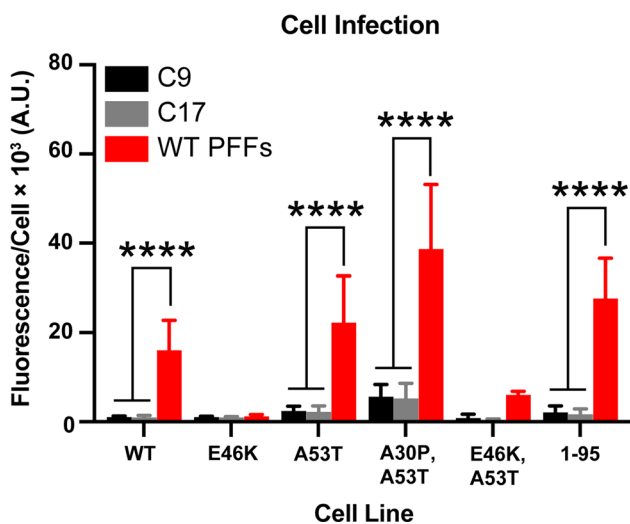 Cell Infection
Fluorescence/Cell × 10³ (A.U.)
80
60
40
20
0
C9
C17
WT PFFs
****
****
****
****
WT
E46K
A53T
A30P,
A53T
E46K,
A53T
1-95
Cell Line